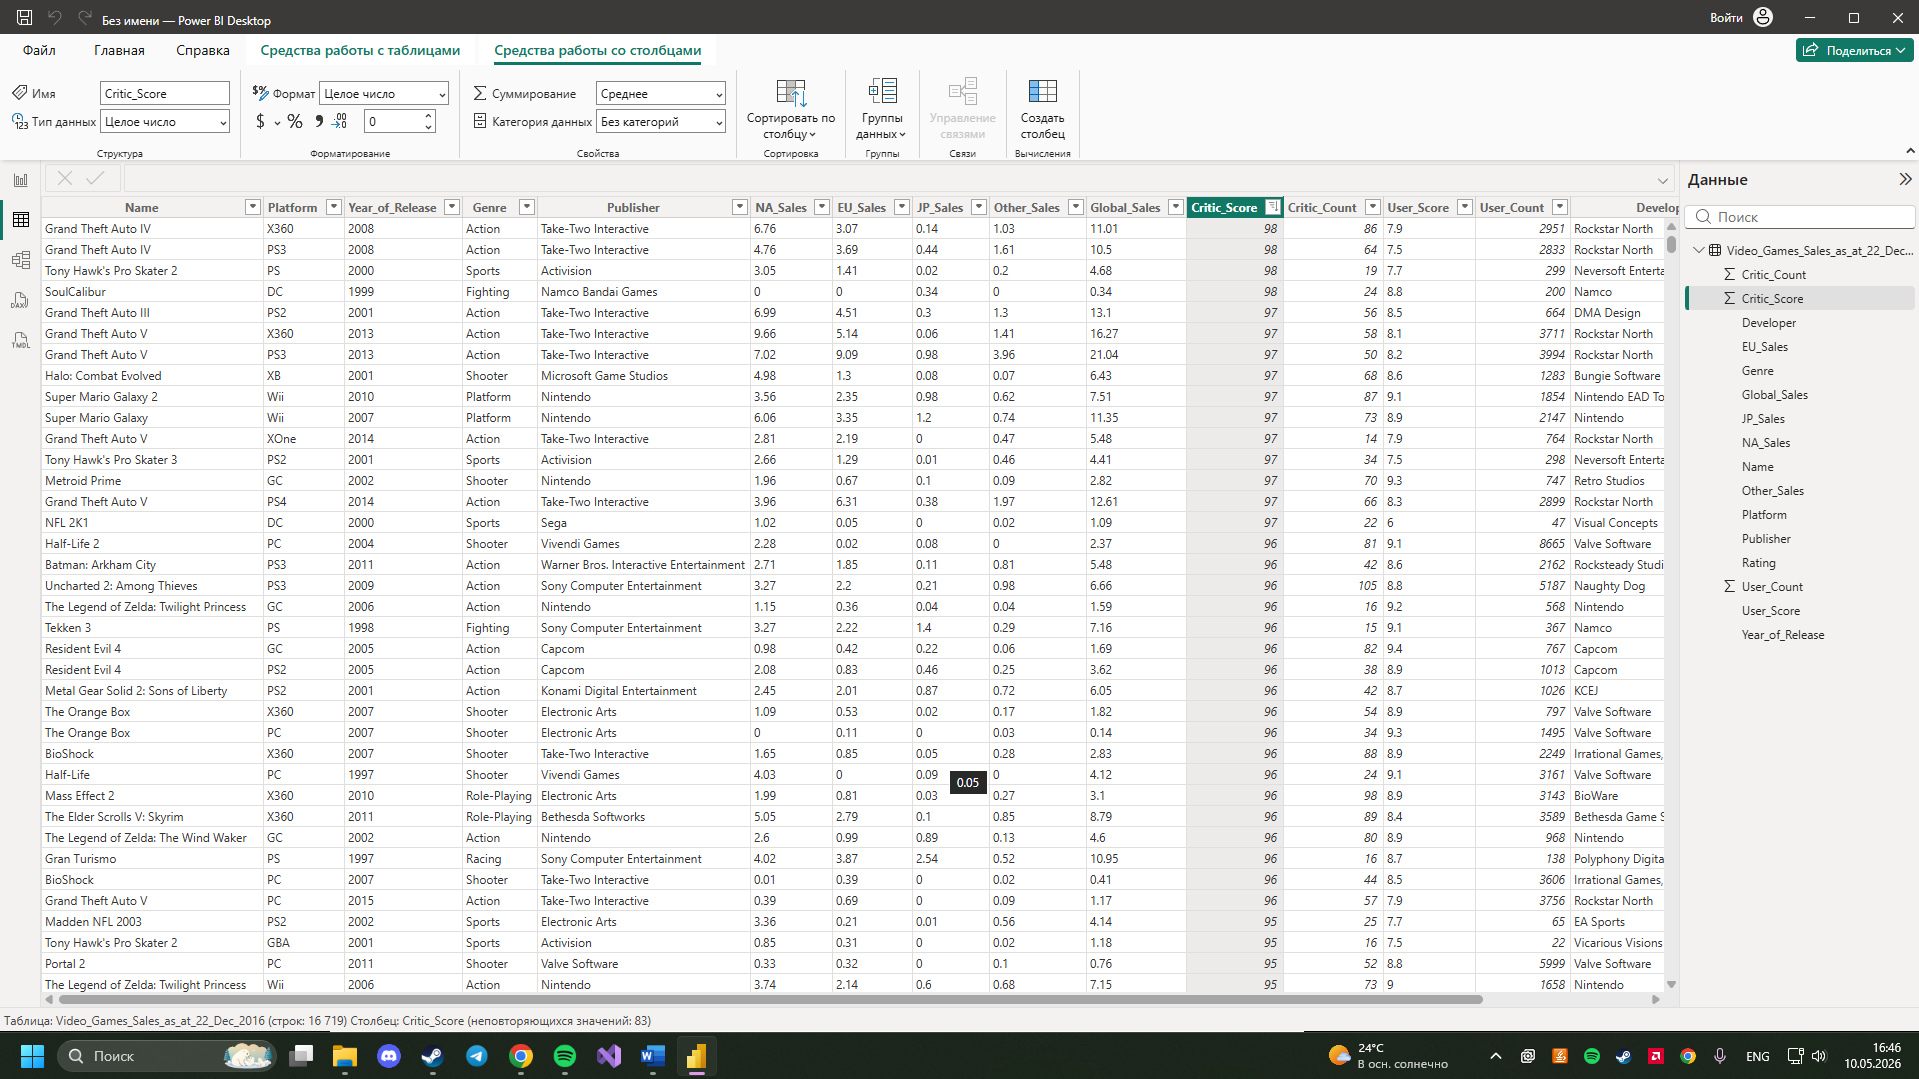 Без имени — Power BI Desktop
Войти
Файл Главная Справка Средства работы с таблицами Средства работы со столбцами
Поделиться
Имя Critic_Score
Формат Целое число
Суммирование Среднее
Тип данных Целое число
$ % 0
Категория данных Без категорий
Сортировать по столбцу
Группы данных
Управление связями
Создать столбец
Структура Форматирование Свойства Сортировка Группы Связи Вычисления
Name Platform Year_of_Release Genre Publisher NA_Sales EU_Sales JP_Sales Other_Sales Global_Sales Critic_Score Critic_Count User_Score User_Count Develop
Grand Theft Auto IV X360 2008 Action Take-Two Interactive 6.76 3.07 0.14 1.03 11.01 98 86 7.9 2951 Rockstar North
Grand Theft Auto IV PS3 2008 Action Take-Two Interactive 4.76 3.69 0.44 1.61 10.5 98 64 7.5 2833 Rockstar North
Tony Hawk's Pro Skater 2 PS 2000 Sports Activision 3.05 1.41 0.02 0.2 4.68 98 19 7.7 299 Neversoft Enterta
SoulCalibur DC 1999 Fighting Namco Bandai Games 0 0 0.34 0 0.34 98 24 8.8 200 Namco
Grand Theft Auto III PS2 2001 Action Take-Two Interactive 6.99 4.51 0.3 1.3 13.1 97 56 8.5 664 DMA Design
Grand Theft Auto V X360 2013 Action Take-Two Interactive 9.66 5.14 0.06 1.41 16.27 97 58 8.1 3711 Rockstar North
Grand Theft Auto V PS3 2013 Action Take-Two Interactive 7.02 9.09 0.98 3.96 21.04 97 50 8.2 3994 Rockstar North
Halo: Combat Evolved XB 2001 Shooter Microsoft Game Studios 4.98 1.3 0.08 0.07 6.43 97 68 8.6 1283 Bungie Software
Super Mario Galaxy 2 Wii 2010 Platform Nintendo 3.56 2.35 0.98 0.62 7.51 97 87 9.1 1854 Nintendo EAD To
Super Mario Galaxy Wii 2007 Platform Nintendo 6.06 3.35 1.2 0.74 11.35 97 73 8.9 2147 Nintendo
Grand Theft Auto V XOne 2014 Action Take-Two Interactive 2.81 2.19 0 0.47 5.48 97 14 7.9 764 Rockstar North
Tony Hawk's Pro Skater 3 PS2 2001 Sports Activision 2.66 1.29 0.01 0.46 4.41 97 34 7.5 298 Neversoft Enterta
Metroid Prime GC 2002 Shooter Nintendo 1.96 0.67 0.1 0.09 2.82 97 70 9.3 747 Retro Studios
Grand Theft Auto V PS4 2014 Action Take-Two Interactive 3.96 6.31 0.38 1.97 12.61 97 66 8.3 2899 Rockstar North
NFL 2K1 DC 2000 Sports Sega 1.02 0.05 0 0.02 1.09 97 22 6 47 Visual Concepts
Half-Life 2 PC 2004 Shooter Vivendi Games 2.28 0.02 0.08 0 2.37 96 81 9.1 8665 Valve Software
Batman: Arkham City PS3 2011 Action Warner Bros. Interactive Entertainment 2.71 1.85 0.11 0.81 5.48 96 42 8.6 2162 Rocksteady Studi
Uncharted 2: Among Thieves PS3 2009 Action Sony Computer Entertainment 3.27 2.2 0.21 0.98 6.66 96 105 8.8 5187 Naughty Dog
The Legend of Zelda: Twilight Princess GC 2006 Action Nintendo 1.15 0.36 0.04 0.04 1.59 96 16 9.2 568 Nintendo
Tekken 3 PS 1998 Fighting Sony Computer Entertainment 3.27 2.22 1.4 0.29 7.16 96 15 9.1 367 Namco
Resident Evil 4 GC 2005 Action Capcom 0.98 0.42 0.22 0.06 1.69 96 82 9.4 767 Capcom
Resident Evil 4 PS2 2005 Action Capcom 2.08 0.83 0.46 0.25 3.62 96 38 8.9 1013 Capcom
Metal Gear Solid 2: Sons of Liberty PS2 2001 Action Konami Digital Entertainment 2.45 2.01 0.87 0.72 6.05 96 42 8.7 1026 KCEJ
The Orange Box X360 2007 Shooter Electronic Arts 1.09 0.53 0.02 0.17 1.82 96 54 8.9 797 Valve Software
The Orange Box PC 2007 Shooter Electronic Arts 0 0.11 0 0.03 0.14 96 34 9.3 1495 Valve Software
BioShock X360 2007 Shooter Take-Two Interactive 1.65 0.85 0.05 0.28 2.83 96 88 8.9 2249 Irrational Games,
Half-Life PC 1997 Shooter Vivendi Games 4.03 0 0.09 0 4.12 96 24 9.1 3161 Valve Software
0.05
Mass Effect 2 X360 2010 Role-Playing Electronic Arts 1.99 0.81 0.03 0.27 3.1 96 98 8.9 3143 BioWare
The Elder Scrolls V: Skyrim X360 2011 Role-Playing Bethesda Softworks 5.05 2.79 0.1 0.85 8.79 96 89 8.4 3589 Bethesda Game S
The Legend of Zelda: The Wind Waker GC 2002 Action Nintendo 2.6 0.99 0.89 0.13 4.6 96 80 8.9 968 Nintendo
Gran Turismo PS 1997 Racing Sony Computer Entertainment 4.02 3.87 2.54 0.52 10.95 96 16 8.7 138 Polyphony Digita
BioShock PC 2007 Shooter Take-Two Interactive 0.01 0.39 0 0.02 0.41 96 44 8.5 3606 Irrational Games,
Grand Theft Auto V PC 2015 Action Take-Two Interactive 0.39 0.69 0 0.09 1.17 96 57 7.9 3756 Rockstar North
Madden NFL 2003 PS2 2002 Sports Electronic Arts 3.36 0.21 0.01 0.56 4.14 95 25 7.7 65 EA Sports
Tony Hawk's Pro Skater 2 GBA 2001 Sports Activision 0.85 0.31 0 0.02 1.18 95 16 7.5 22 Vicarious Visions
Portal 2 PC 2011 Shooter Valve Software 0.33 0.32 0 0.1 0.76 95 52 8.8 5999 Valve Software
The Legend of Zelda: Twilight Princess Wii 2006 Action Nintendo 3.74 2.14 0.6 0.68 7.15 95 73 9 1658 Nintendo
Данные
Поиск
Video_Games_Sales_as_at_22_Dec...
Critic_Count
Critic_Score
Developer
EU_Sales
Genre
Global_Sales
JP_Sales
NA_Sales
Name
Other_Sales
Platform
Publisher
Rating
User_Count
User_Score
Year_of_Release
Таблица: Video_Games_Sales_as_at_22_Dec_2016 (строк: 16 719) Столбец: Critic_Score (неповторяющихся значений: 83)
Поиск
24°C
В осн. солнечно
ENG
16:46
10.05.2026